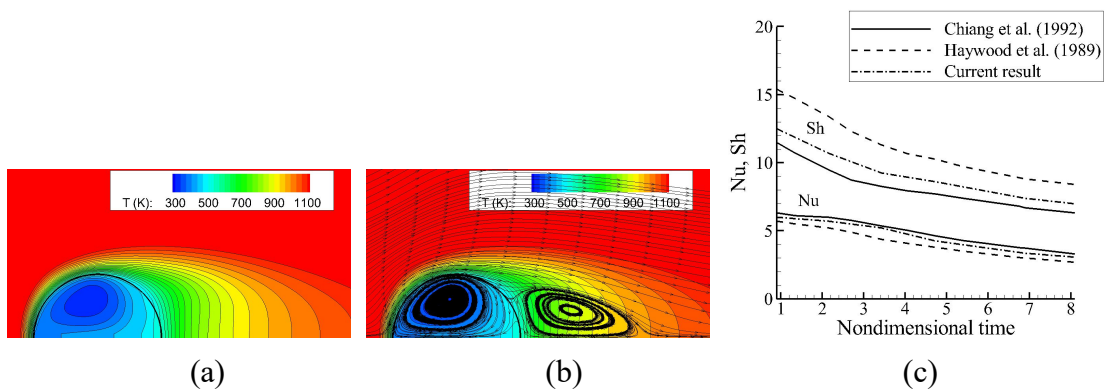 T (K): 300 500 700 900 1100
T (K): 300 500 700 900 1100
20
15
10
5
0
Nu, Sh
Chiang et al. (1992)
Haywood et al. (1989)
Current result
Sh
Nu
1 2 3 4 5 6 7 8
Nondimensional time
(a) (b) (c)